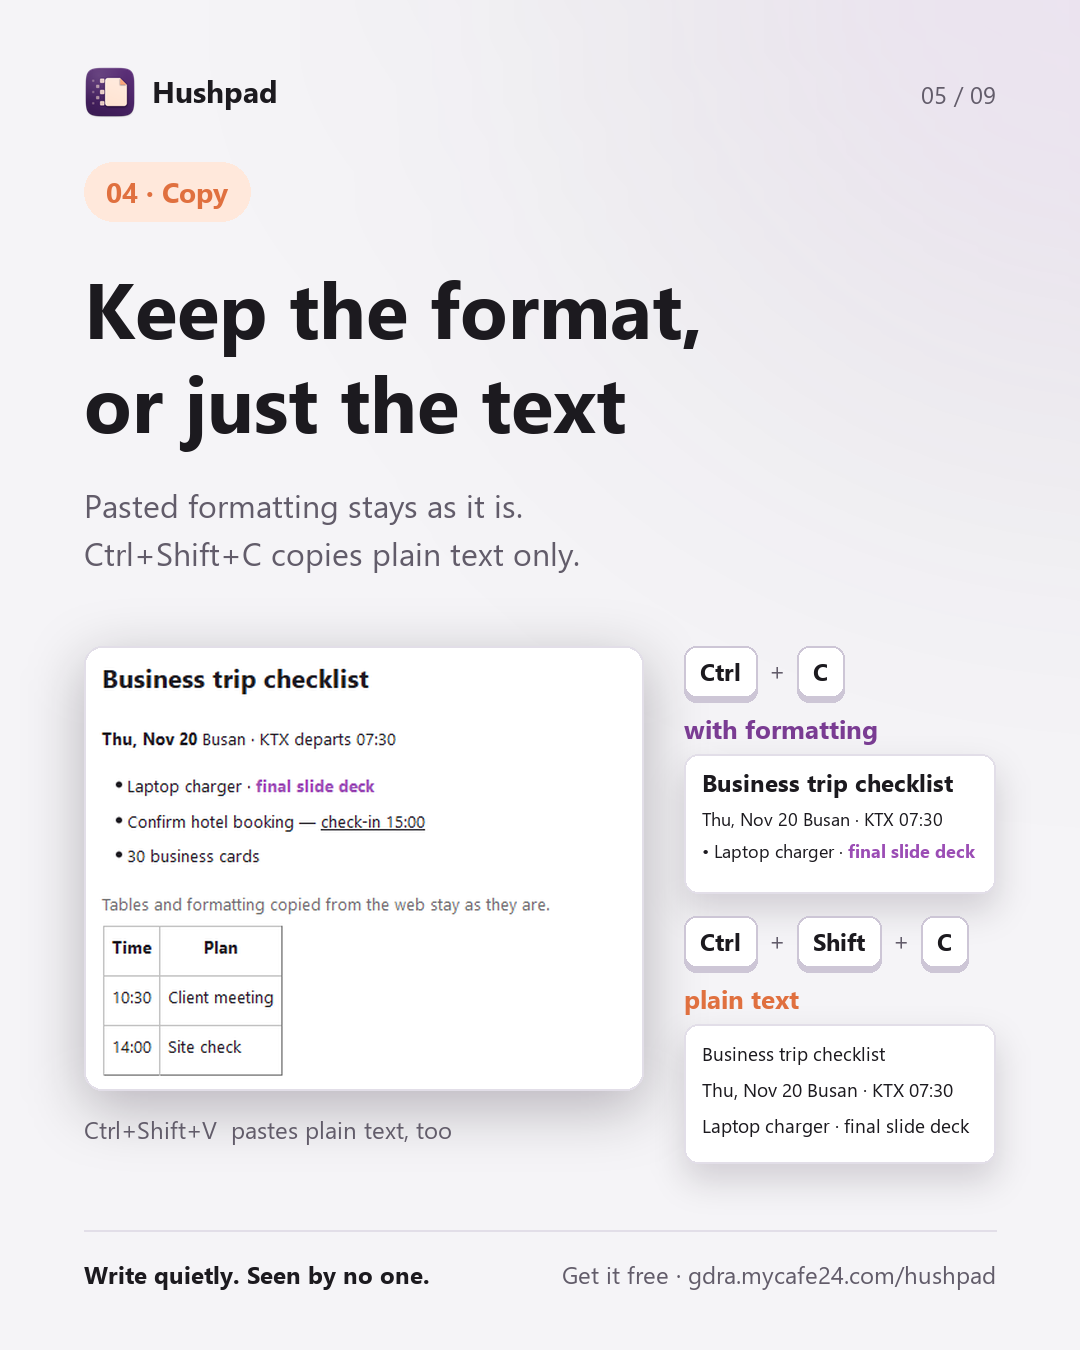 Hushpad
05 / 09
04 · Copy
Keep the format,
or just the text
Pasted formatting stays as it is.
Ctrl+Shift+C copies plain text only.
Business trip checklist
Thu, Nov 20 Busan · KTX departs 07:30
• Laptop charger · final slide deck
• Confirm hotel booking — check-in 15:00
• 30 business cards
Tables and formatting copied from the web stay as they are.
Time Plan
10:30 Client meeting
14:00 Site check
Ctrl+Shift+V pastes plain text, too
Ctrl + C
with formatting
Business trip checklist
Thu, Nov 20 Busan · KTX 07:30
• Laptop charger · final slide deck
Ctrl + Shift + C
plain text
Business trip checklist
Thu, Nov 20 Busan · KTX 07:30
Laptop charger · final slide deck
Write quietly. Seen by no one.
Get it free · gdra.mycafe24.com/hushpad